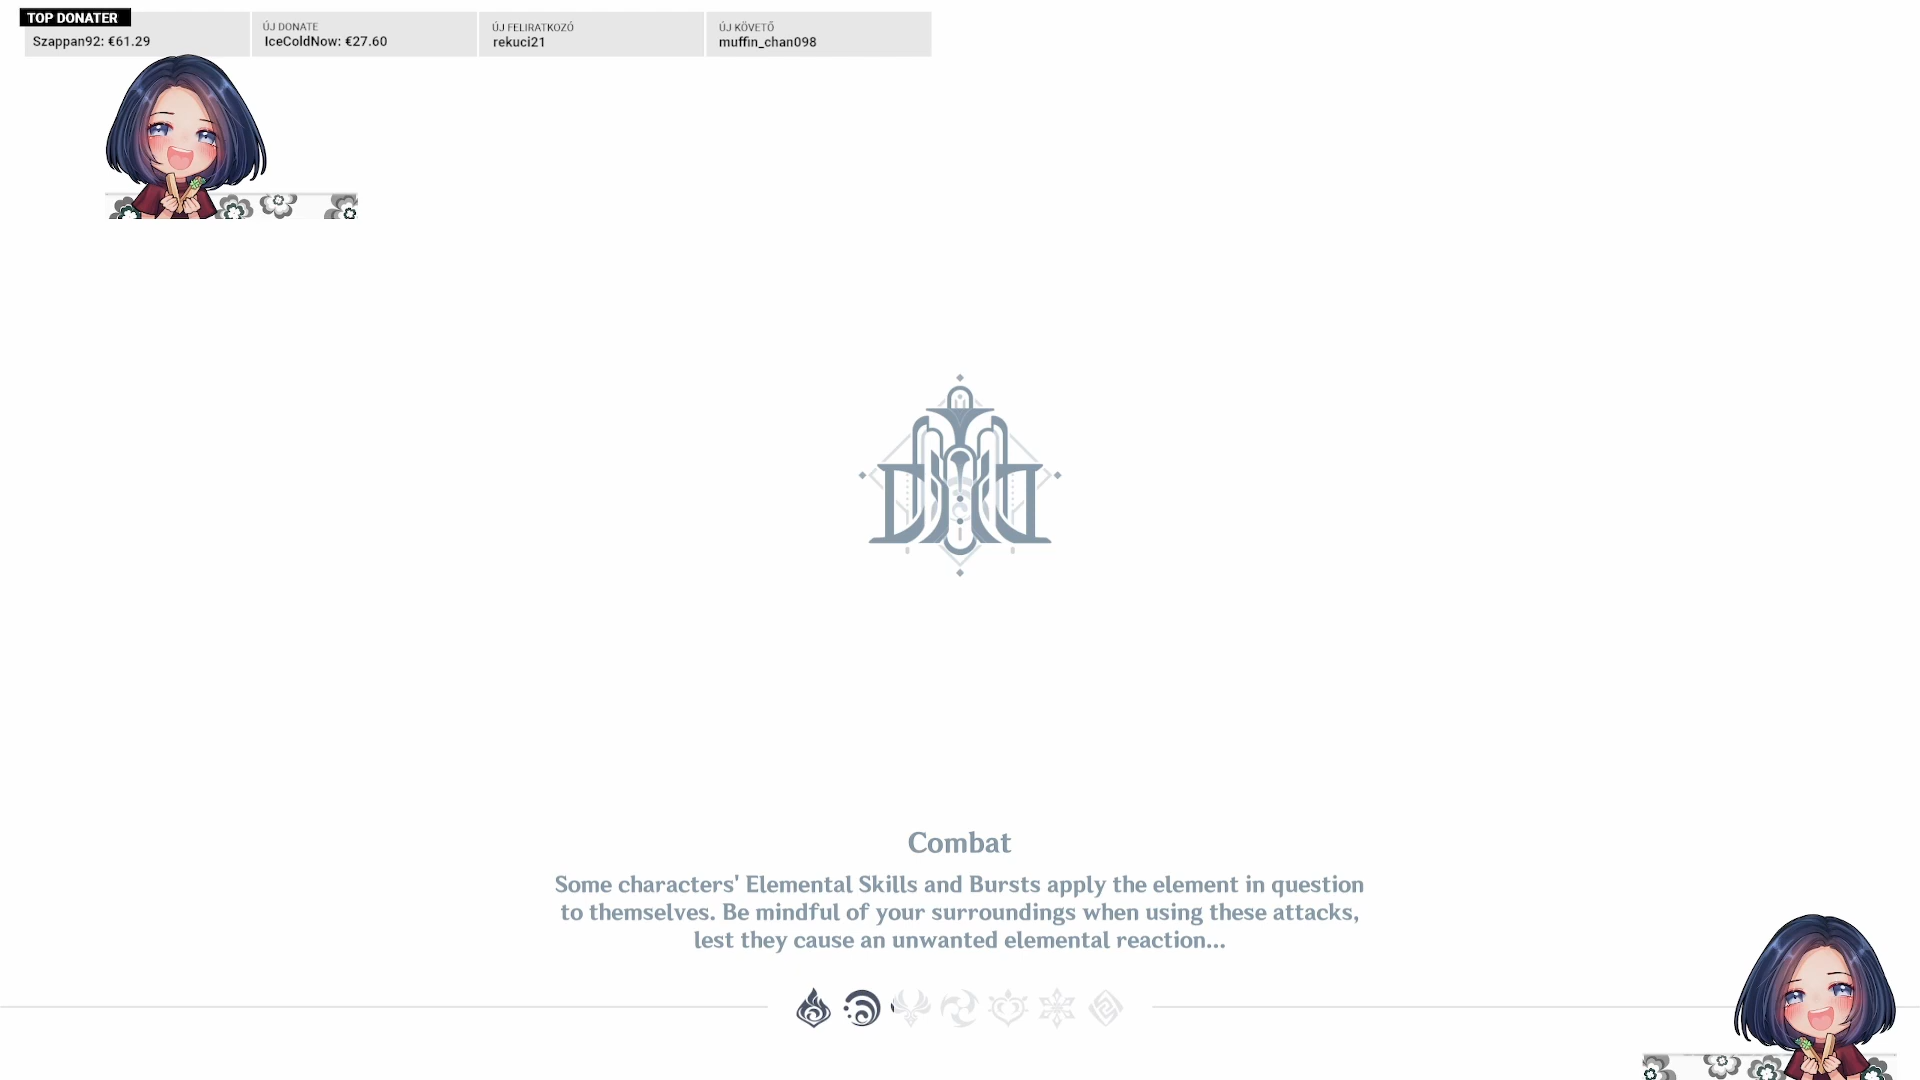 TOP DONATER
Szappan92: €61.29
ÚJ DONATE
IceColdNow: €27.60
ÚJ FELIRATKOZÓ
rekuci21
ÚJ KÖVETŐ
muffin_chan098
Combat
Some characters' Elemental Skills and Bursts apply the element in question
to themselves. Be mindful of your surroundings when using these attacks,
lest they cause an unwanted elemental reaction...